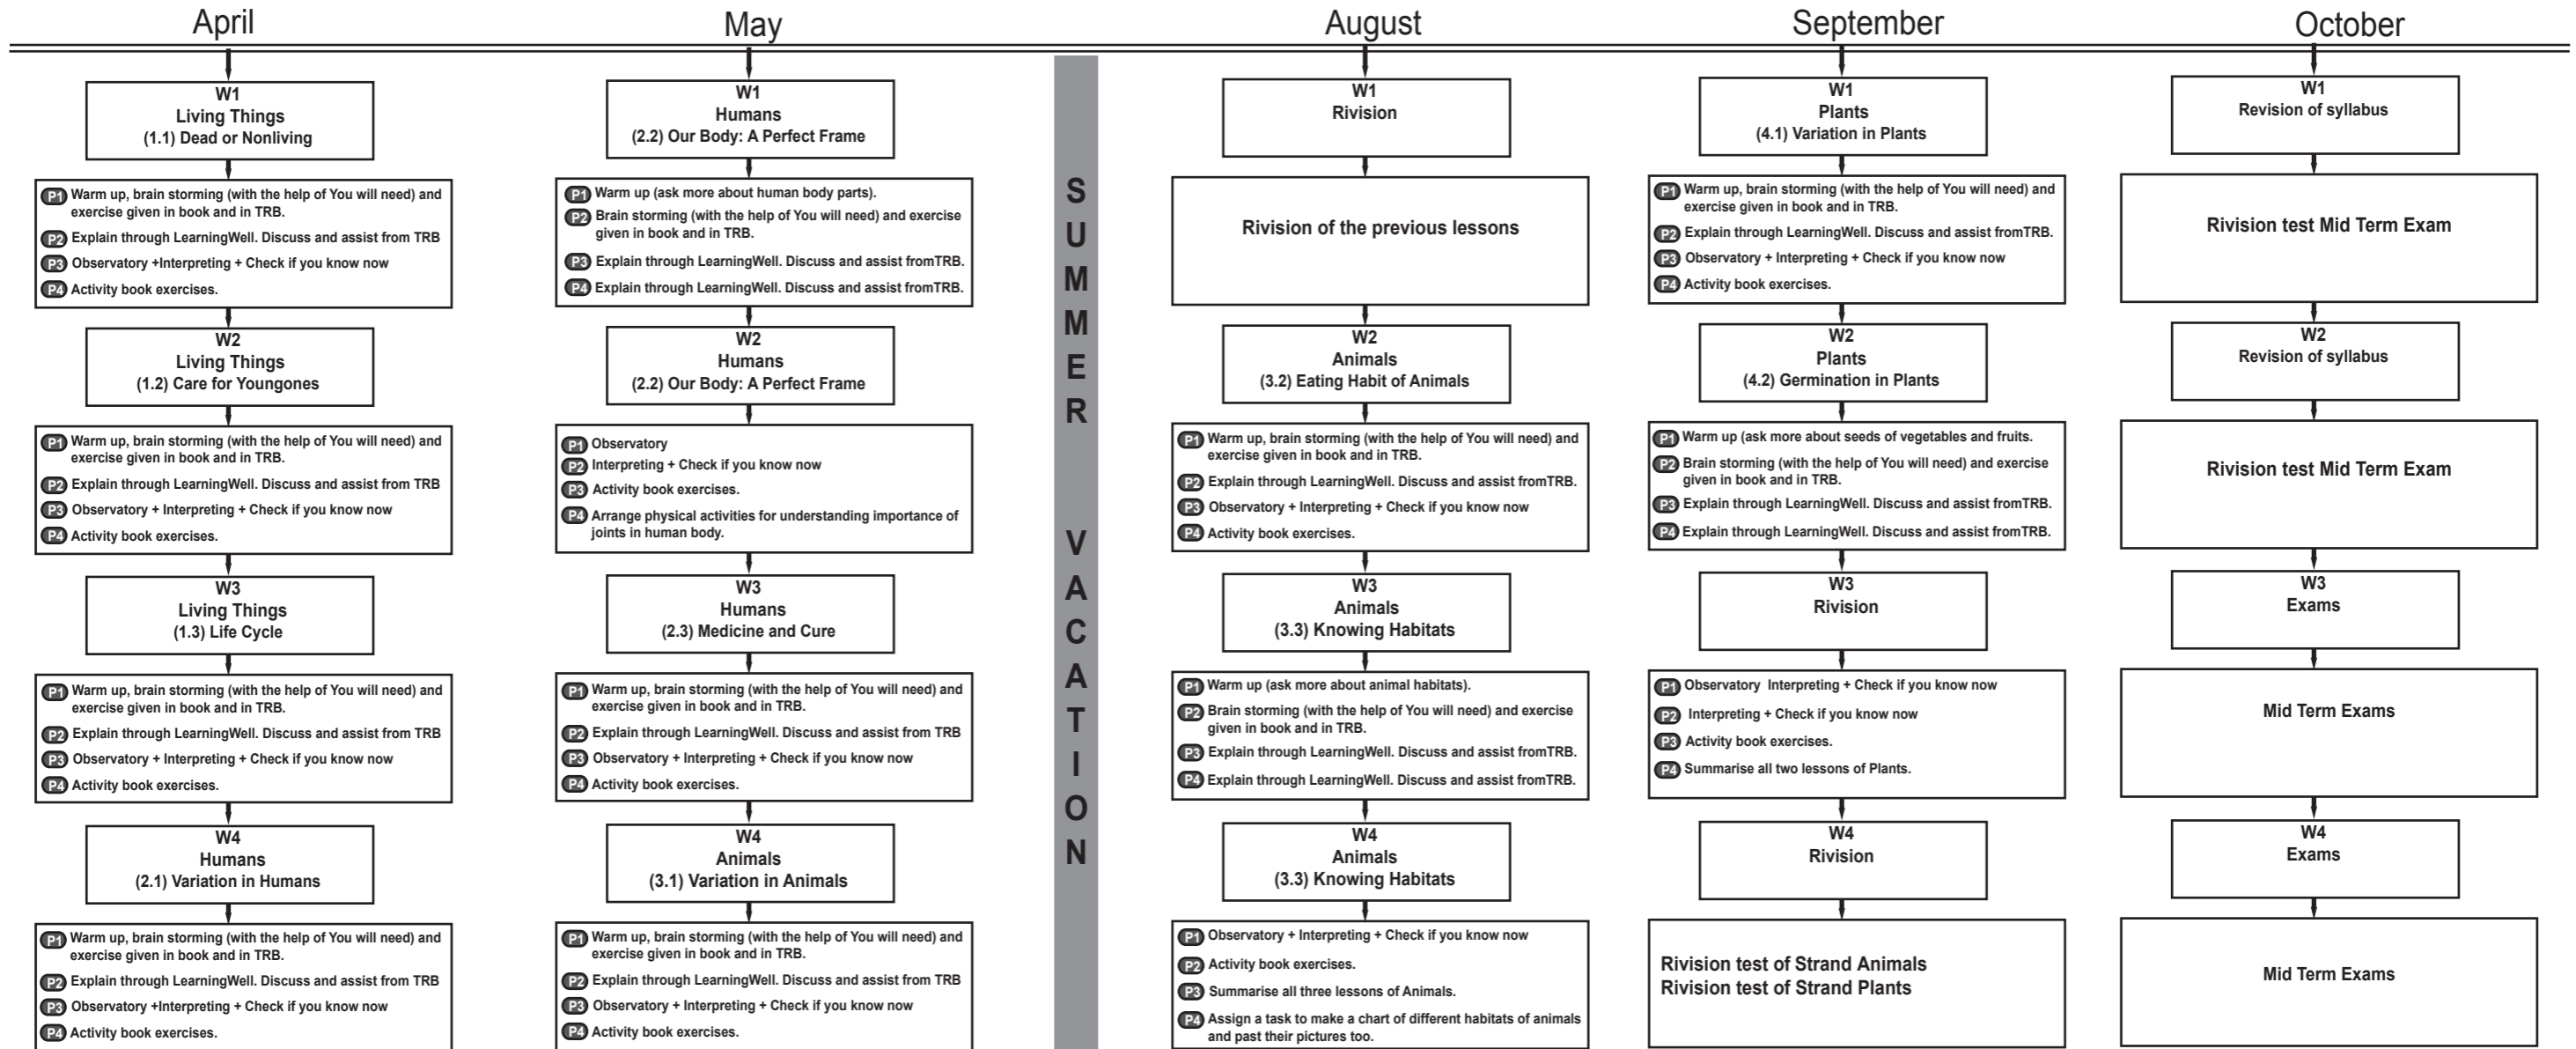 April
W1
Living Things
(1.1) Dead or Nonliving
P1 Warm up, brain storming (with the help of You will need) and
exercise given in book and in TRB.
P2 Explain through LearningWell. Discuss and assist from TRB
P3 Observatory +Interpreting + Check if you know now
P4 Activity book exercises.
W2
Living Things
(1.2) Care for Youngones
P1 Warm up, brain storming (with the help of You will need) and
exercise given in book and in TRB.
P2 Explain through LearningWell. Discuss and assist from TRB
P3 Observatory + Interpreting + Check if you know now
P4 Activity book exercises.
W3
Living Things
(1.3) Life Cycle
P1 Warm up, brain storming (with the help of You will need) and
exercise given in book and in TRB.
P2 Explain through LearningWell. Discuss and assist from TRB
P3 Observatory + Interpreting + Check if you know now
P4 Activity book exercises.
W4
Humans
(2.1) Variation in Humans
P1 Warm up, brain storming (with the help of You will need) and
exercise given in book and in TRB.
P2 Explain through LearningWell. Discuss and assist from TRB
P3 Observatory +Interpreting + Check if you know now
P4 Activity book exercises.
May
W1
Humans
(2.2) Our Body: A Perfect Frame
P1 Warm up (ask more about human body parts).
P2 Brain storming (with the help of You will need) and exercise
given in book and in TRB.
P3 Explain through LearningWell. Discuss and assist fromTRB.
P4 Explain through LearningWell. Discuss and assist fromTRB.
W2
Humans
(2.2) Our Body: A Perfect Frame
P1 Observatory
P2 Interpreting + Check if you know now
P3 Activity book exercises.
P4 Arrange physical activities for understanding importance of
joints in human body.
W3
Humans
(2.3) Medicine and Cure
P1 Warm up, brain storming (with the help of You will need) and
exercise given in book and in TRB.
P2 Explain through LearningWell. Discuss and assist from TRB
P3 Observatory + Interpreting + Check if you know now
P4 Activity book exercises.
W4
Animals
(3.1) Variation in Animals
P1 Warm up, brain storming (with the help of You will need) and
exercise given in book and in TRB.
P2 Explain through LearningWell. Discuss and assist from TRB
P3 Observatory + Interpreting + Check if you know now
P4 Activity book exercises.
SUMMER VACATION
August
W1
Rivision
Rivision of the previous lessons
W2
Animals
(3.2) Eating Habit of Animals
P1 Warm up, brain storming (with the help of You will need) and
exercise given in book and in TRB.
P2 Explain through LearningWell. Discuss and assist fromTRB.
P3 Observatory + Interpreting + Check if you know now
P4 Activity book exercises.
W3
Animals
(3.3) Knowing Habitats
P1 Warm up (ask more about animal habitats).
P2 Brain storming (with the help of You will need) and exercise
given in book and in TRB.
P3 Explain through LearningWell. Discuss and assist fromTRB.
P4 Explain through LearningWell. Discuss and assist fromTRB.
W4
Animals
(3.3) Knowing Habitats
P1 Observatory + Interpreting + Check if you know now
P2 Activity book exercises.
P3 Summarise all three lessons of Animals.
P4 Assign a task to make a chart of different habitats of animals
and past their pictures too.
September
W1
Plants
(4.1) Variation in Plants
P1 Warm up, brain storming (with the help of You will need) and
exercise given in book and in TRB.
P2 Explain through LearningWell. Discuss and assist fromTRB.
P3 Observatory + Interpreting + Check if you know now
P4 Activity book exercises.
W2
Plants
(4.2) Germination in Plants
P1 Warm up (ask more about seeds of vegetables and fruits.
P2 Brain storming (with the help of You will need) and exercise
given in book and in TRB.
P3 Explain through LearningWell. Discuss and assist fromTRB.
P4 Explain through LearningWell. Discuss and assist fromTRB.
W3
Rivision
P1 Observatory Interpreting + Check if you know now
P2 Interpreting + Check if you know now
P3 Activity book exercises.
P4 Summarise all two lessons of Plants.
W4
Rivision
Rivision test of Strand Animals
Rivision test of Strand Plants
October
W1
Revision of syllabus
Rivision test Mid Term Exam
W2
Revision of syllabus
Rivision test Mid Term Exam
W3
Exams
Mid Term Exams
W4
Exams
Mid Term Exams